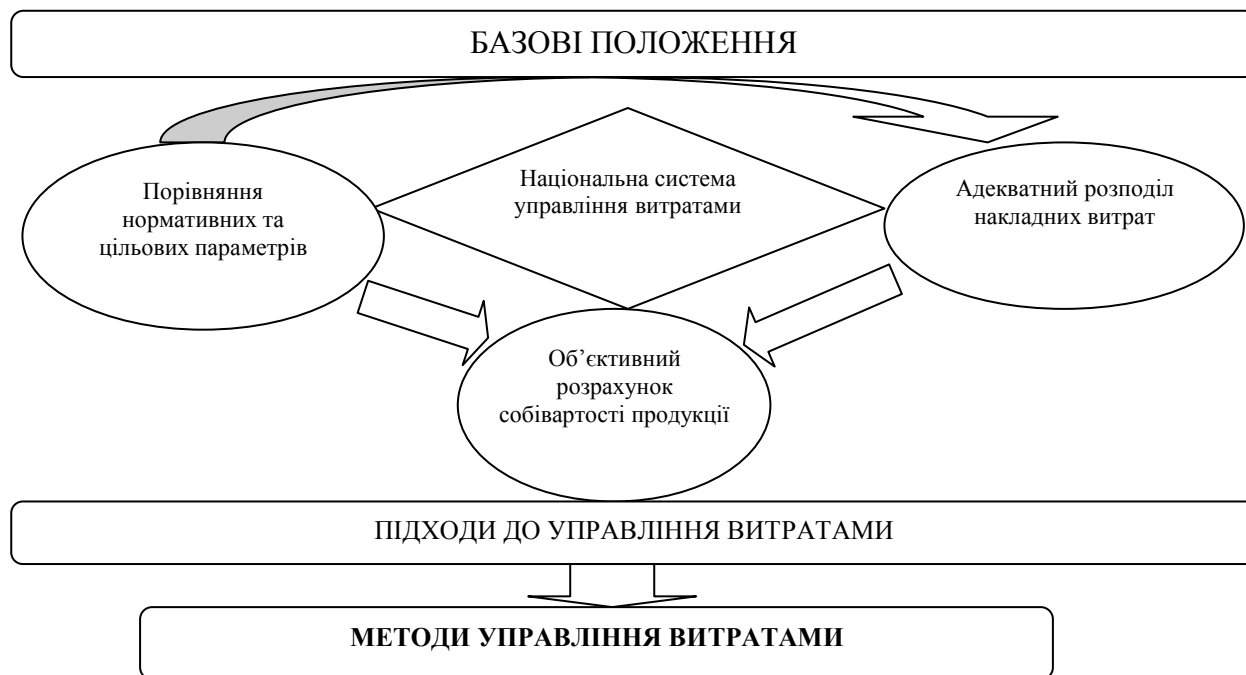 БАЗОВІ ПОЛОЖЕННЯ
Порівняння
нормативних та
цільових параметрів
Національна система
управління витратами
Адекватний розподіл
накладних витрат
Об’єктивний
розрахунок
собівартості продукції
ПІДХОДИ ДО УПРАВЛІННЯ ВИТРАТАМИ
МЕТОДИ УПРАВЛІННЯ ВИТРАТАМИ